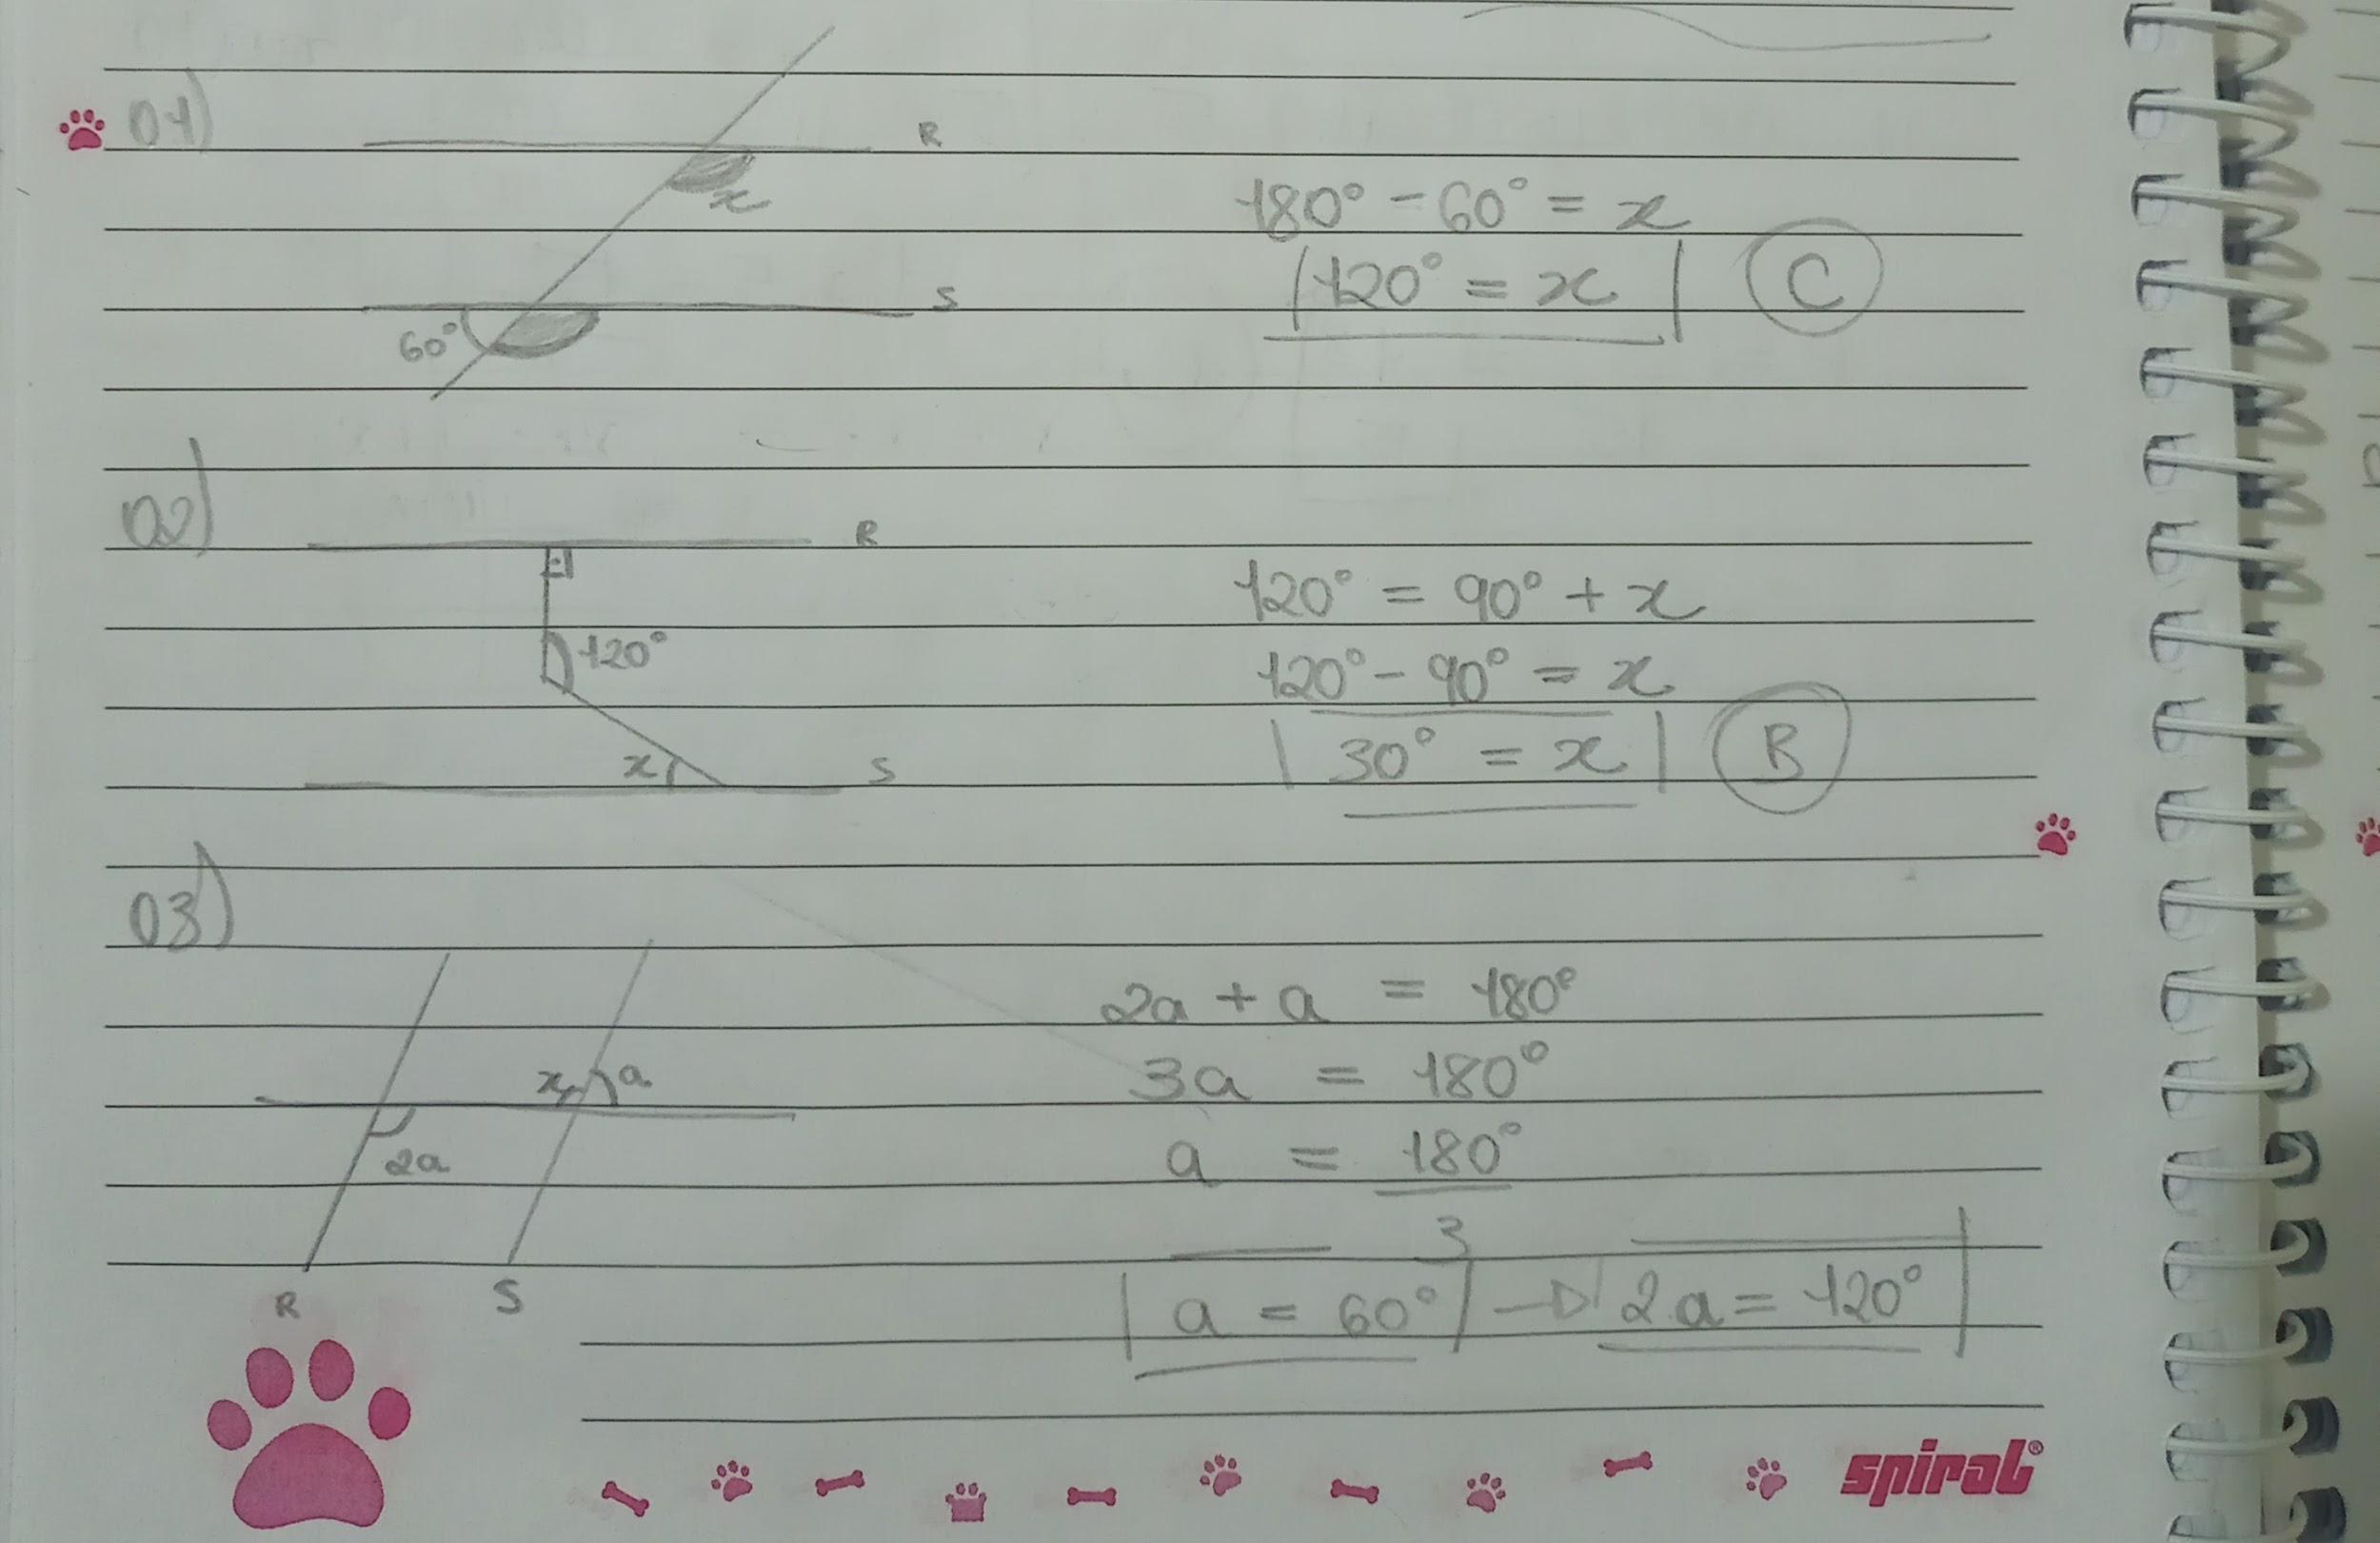 01)
R
x
180° - 60° = x
120° = x C
S
60°
02)
R
120° = 90° + x
120°
120° - 90° = x
30° = x B
x S
03)
2a + a = 180°
x a
3a = 180°
2a
a = 180°
3
R S
a = 60° → 2a = 120°
spiral®